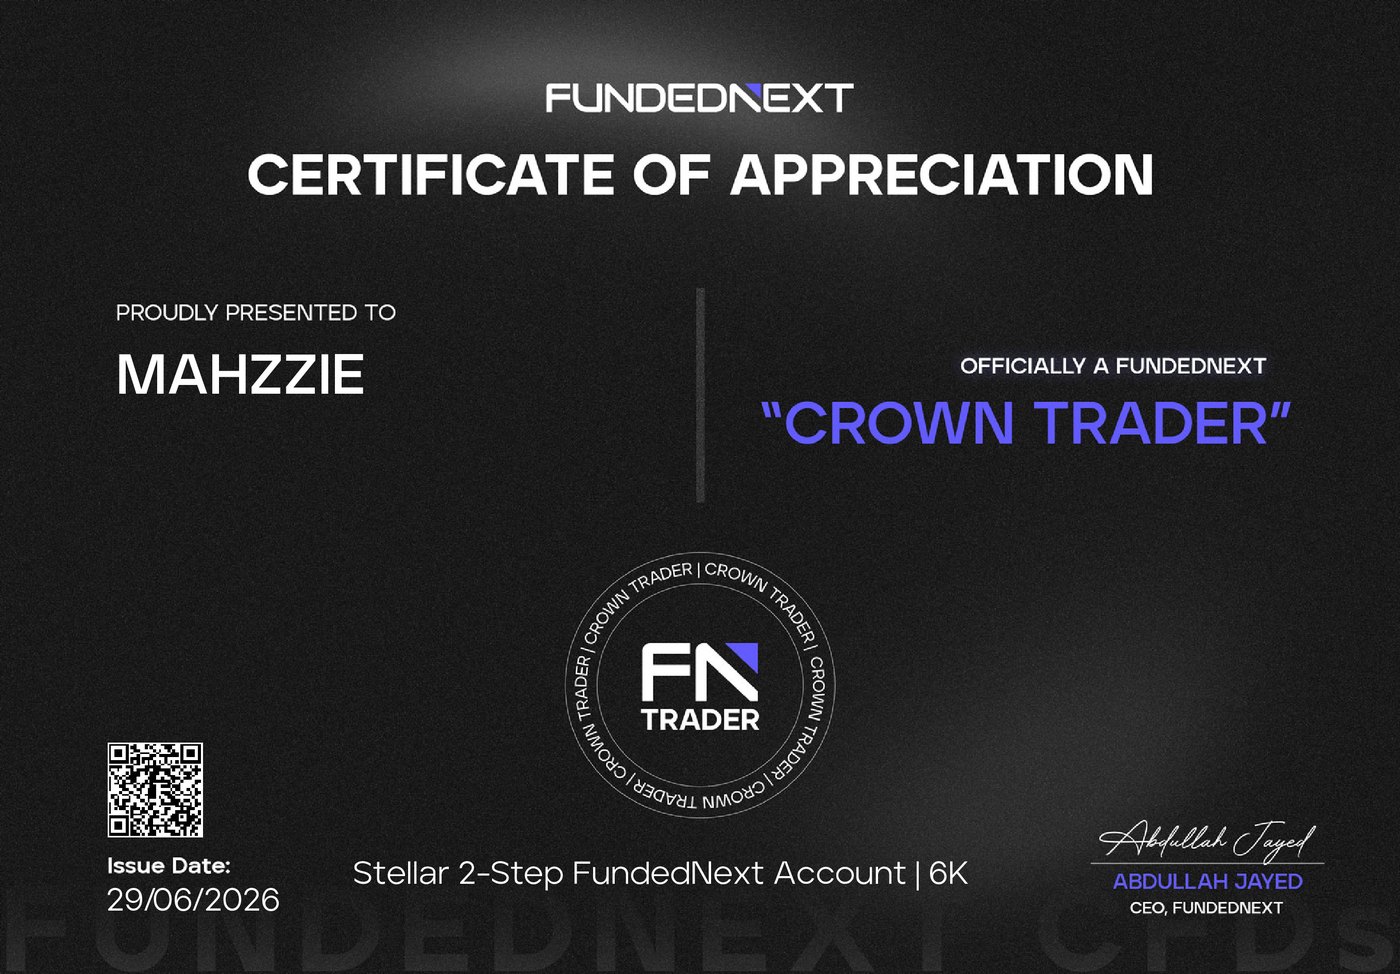 FUNDEDNEXT
CERTIFICATE OF APPRECIATION
PROUDLY PRESENTED TO
MAHZZIE
OFFICIALLY A FUNDEDNEXT
“CROWN TRADER”
CROWN TRADER | CROWN TRADER | CROWN TRADER | CROWN TRADER | CROWN TRADER | CROWN TRADER |
FN
TRADER
Issue Date:
29/06/2026
Stellar 2-Step FundedNext Account | 6K
Abdullah Jayed
ABDULLAH JAYED
CEO, FUNDEDNEXT
FUNDEDNEXT CFDs